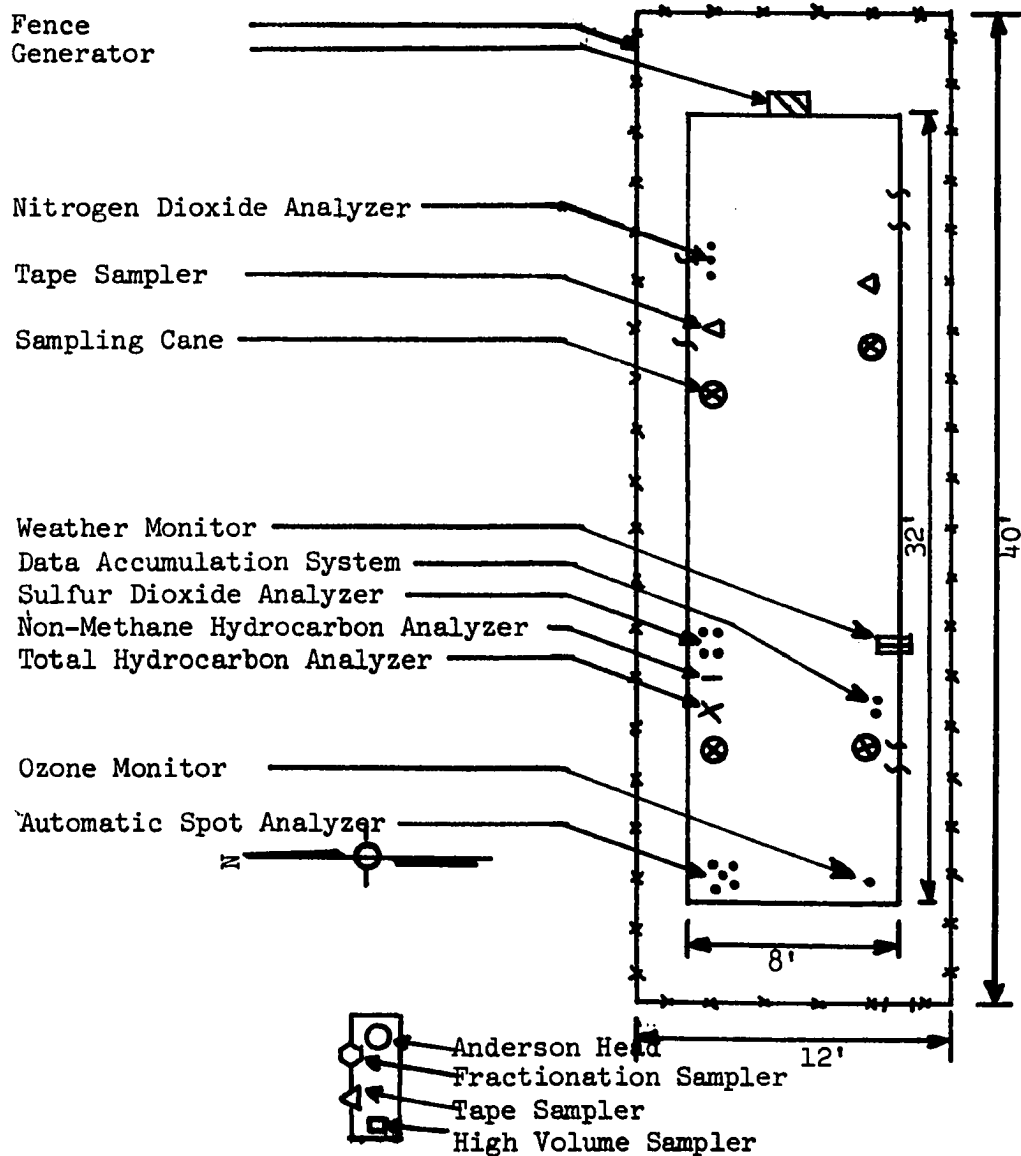 Fence
Generator
Nitrogen Dioxide Analyzer
Tape Sampler
Sampling Cane
Weather Monitor
Data Accumulation System
Sulfur Dioxide Analyzer
Non-Methane Hydrocarbon Analyzer
Total Hydrocarbon Analyzer
Ozone Monitor
Automatic Spot Analyzer
N
32'
40'
8'
12'
Anderson Head
Fractionation Sampler
Tape Sampler
High Volume Sampler